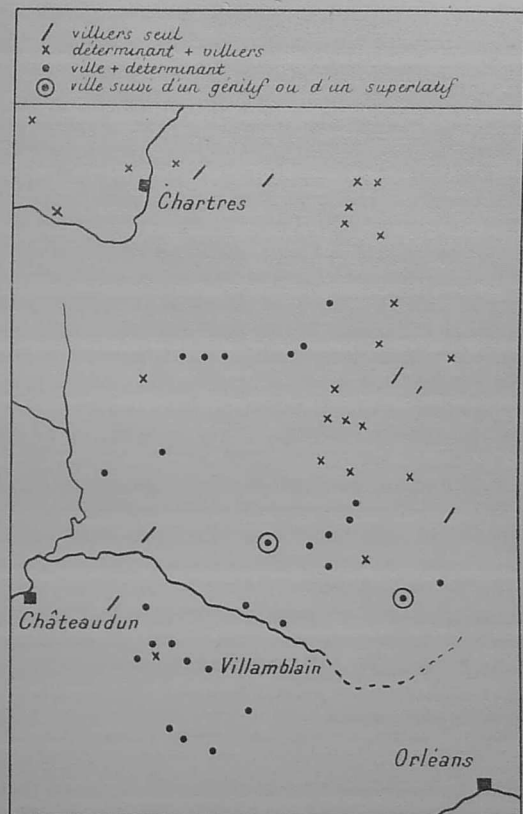 villiers seul
déterminant + villiers
ville + déterminant
ville suivi d'un génitif ou d'un superlatif
Chartres
Châteaudun
Villamblain
Orléans